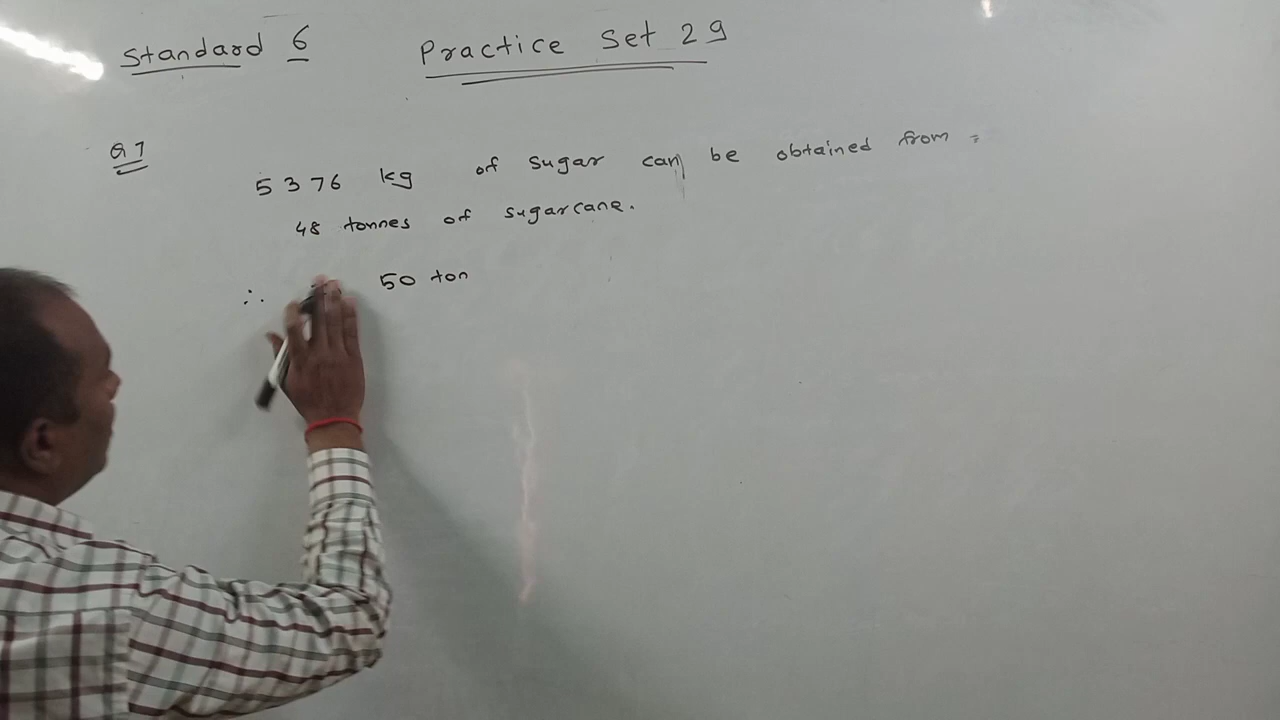 Standard 6 Practice Set 29
Q7
5376 kg of sugar can be obtained from =
48 tonnes of sugarcane.
∴ 50 ton